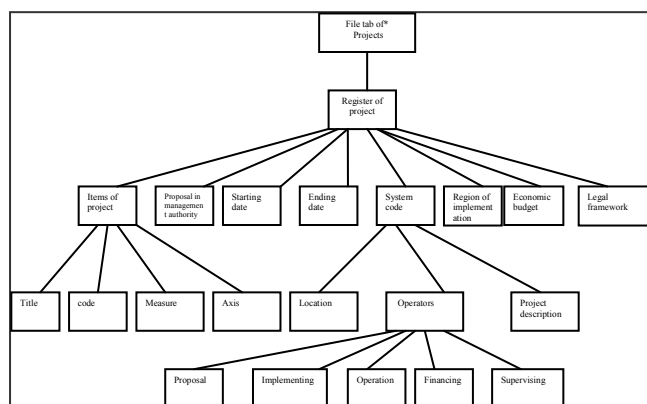 File tab of*
Projects
Register of
project
Items of
project
Proposal in
managemen
t authority
Starting
date
Ending
date
System
code
Region of
implement
ation
Economic
budget
Legal
framework
Title
code
Measure
Axis
Location
Operators
Project
description
Proposal
Implementing
Operation
Financing
Supervising